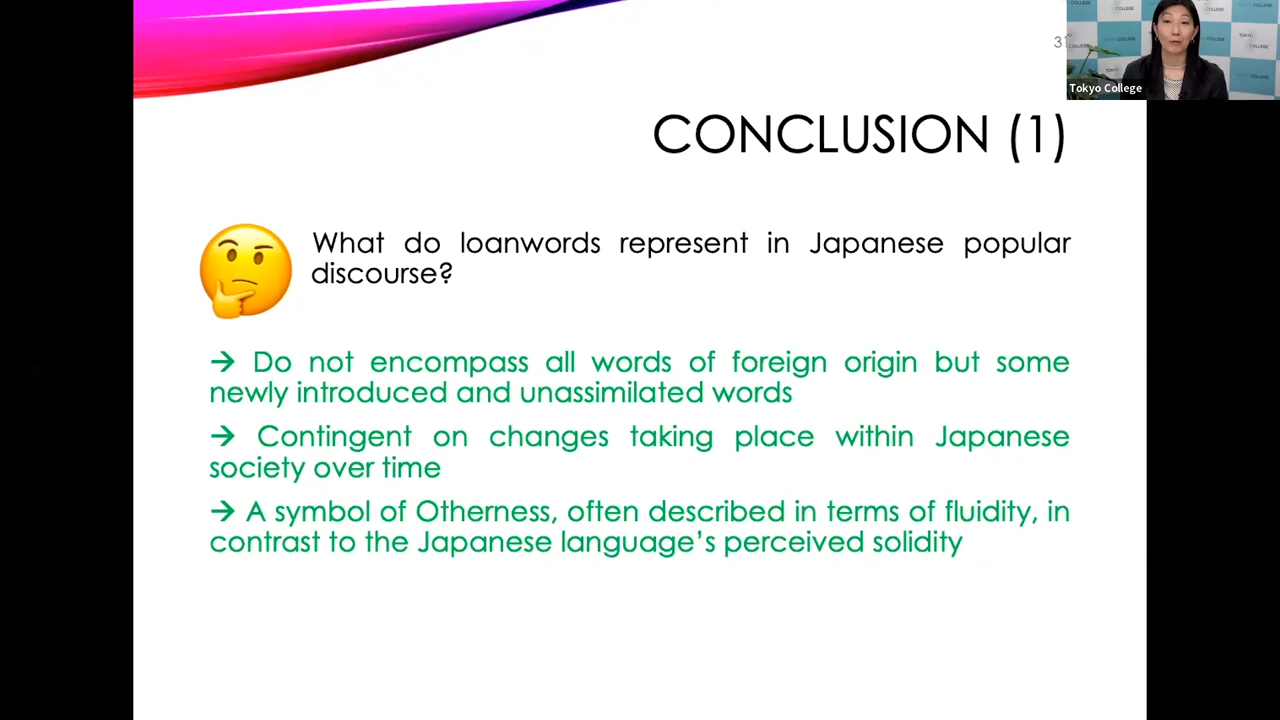 31
Tokyo College
CONCLUSION (1)
What do loanwords represent in Japanese popular
discourse?
→ Do not encompass all words of foreign origin but some
newly introduced and unassimilated words
→ Contingent on changes taking place within Japanese
society over time
→ A symbol of Otherness, often described in terms of fluidity, in
contrast to the Japanese language’s perceived solidity